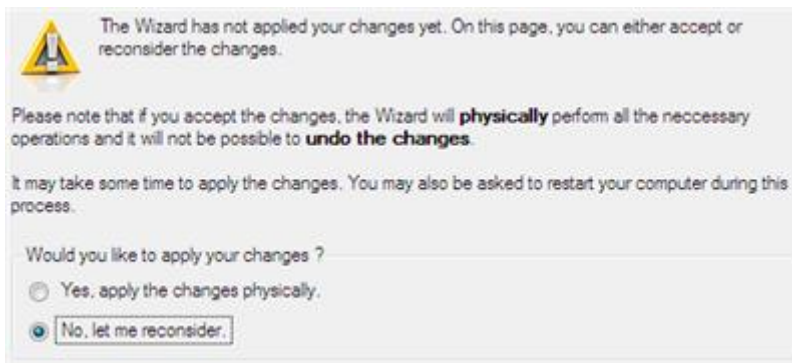 The Wizard has not applied your changes yet. On this page, you can either accept or
reconsider the changes.
Please note that if you accept the changes, the Wizard will physically perform all the neccessary
operations and it will not be possible to undo the changes.
It may take some time to apply the changes. You may also be asked to restart your computer during this
process.
Would you like to apply your changes ?
Yes, apply the changes physically.
No, let me reconsider.